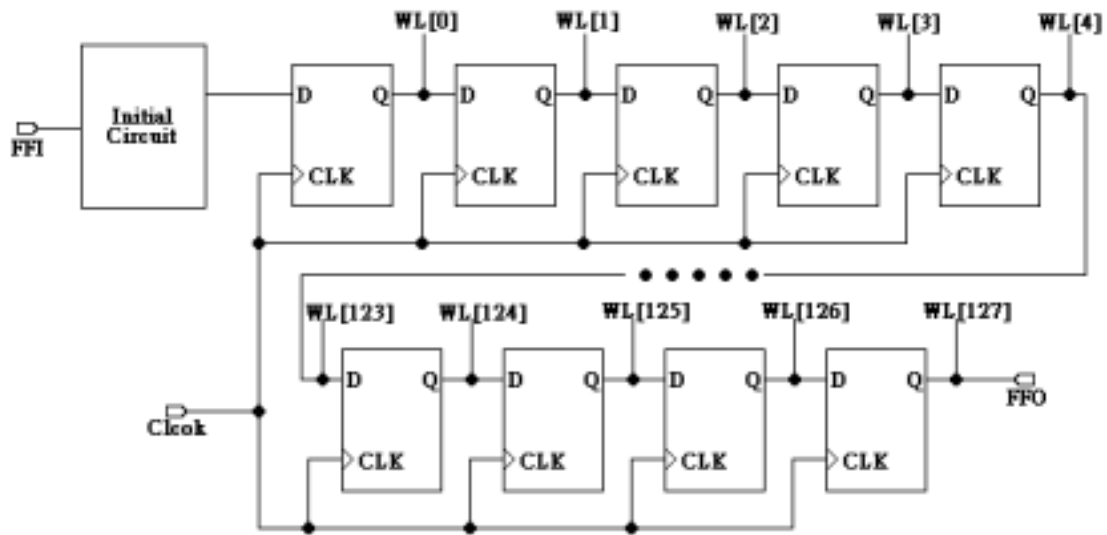 WL[0] WL[1] WL[2] WL[3] WL[4]
D Q D Q D Q D Q D Q
Initial
Circuit
FFI
CLK CLK CLK CLK CLK
WL[123] WL[124] WL[125] WL[126] WL[127]
D Q D Q D Q D Q
FFO
Clcok
CLK CLK CLK CLK